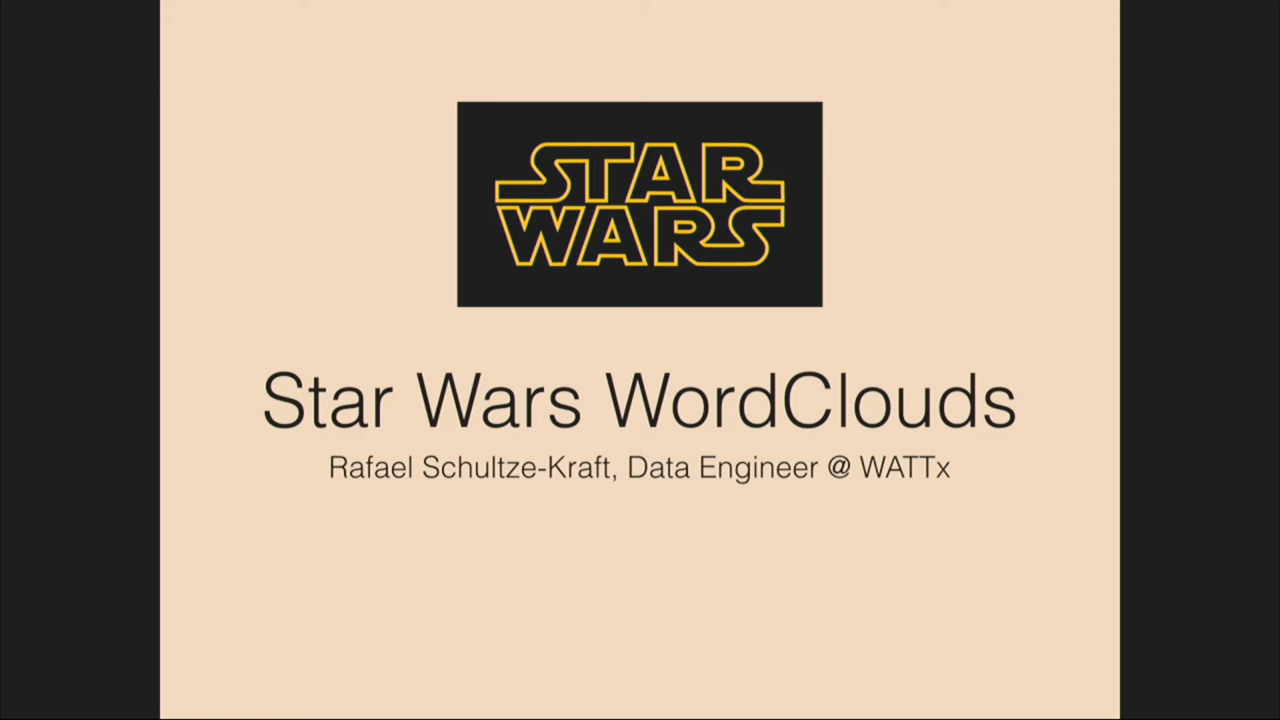 STAR
WARS
Star Wars WordClouds
Rafael Schultze-Kraft, Data Engineer @ WATTx